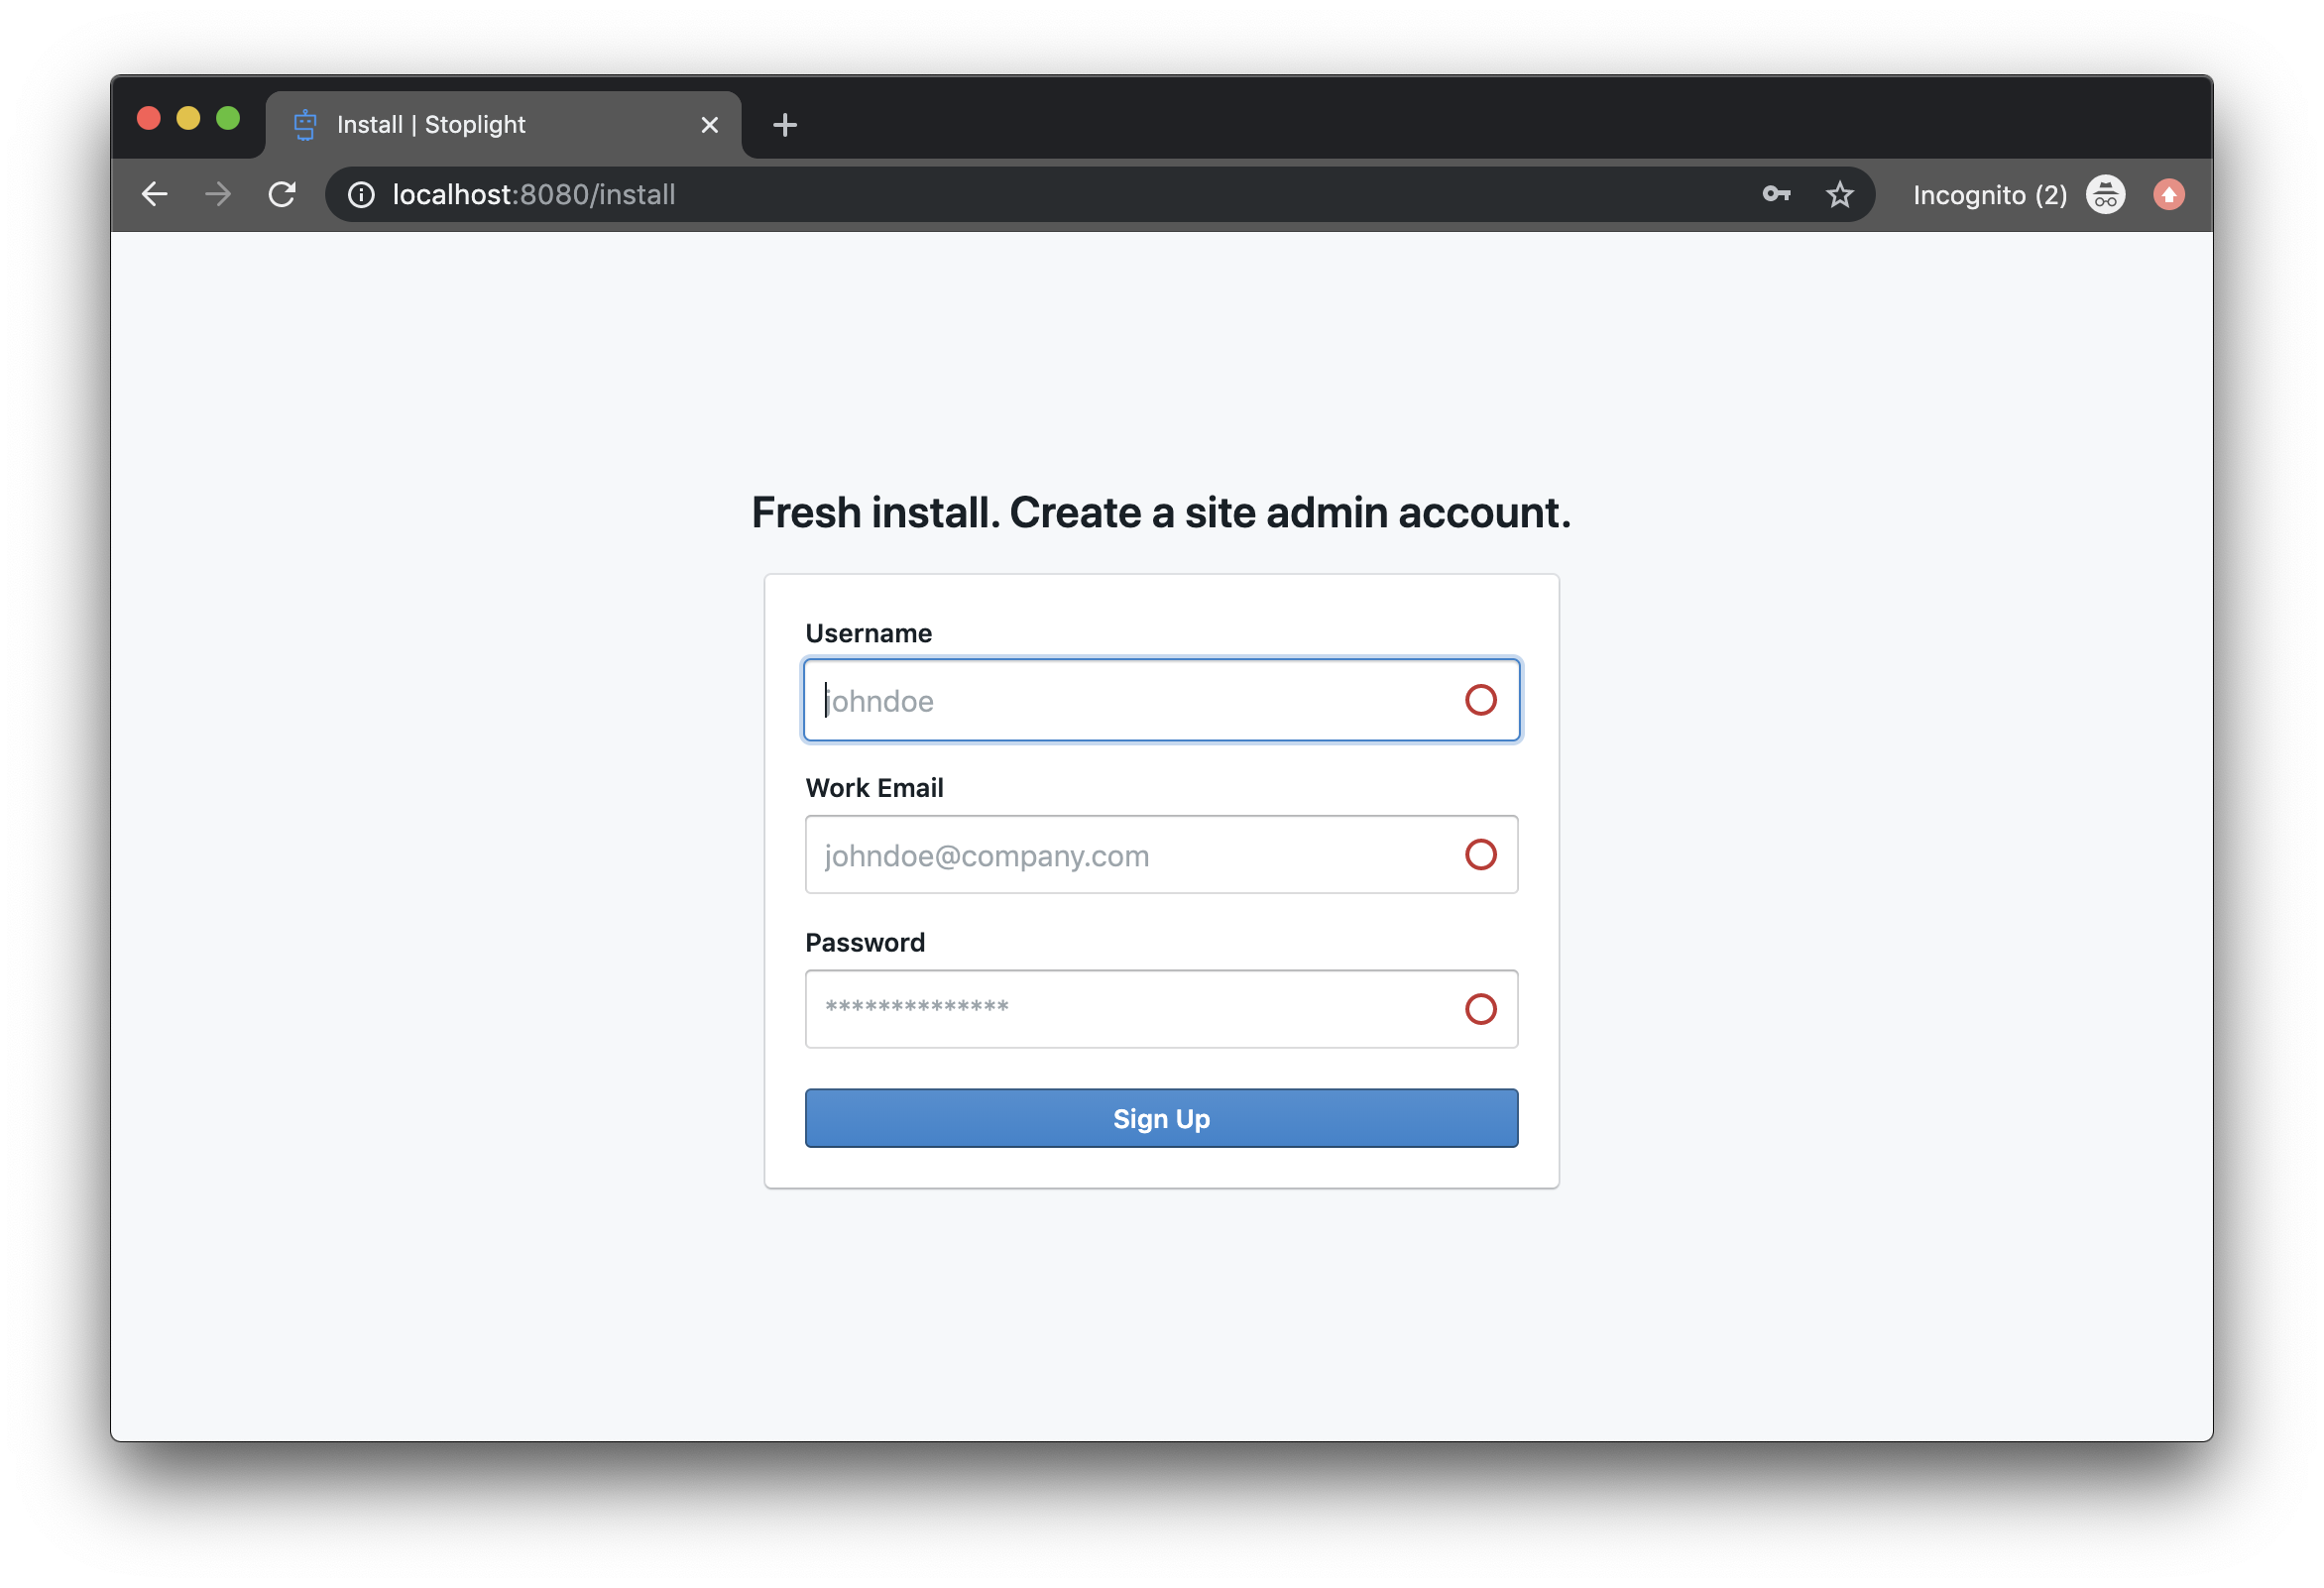 Install | Stoplight
localhost:8080/install
Incognito (2)
Fresh install. Create a site admin account.
Username
johndoe
Work Email
johndoe@company.com
Password
**************
Sign Up